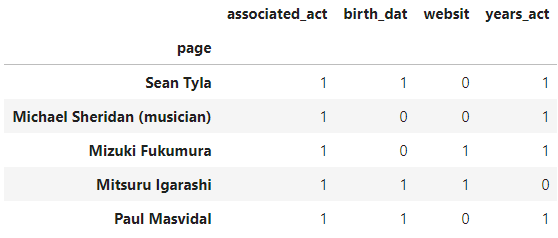 associated_act birth_dat websit years_act
page
Sean Tyla 1 1 0 1
Michael Sheridan (musician) 1 0 0 1
Mizuki Fukumura 1 0 1 1
Mitsuru Igarashi 1 1 1 0
Paul Masvidal 1 1 0 1